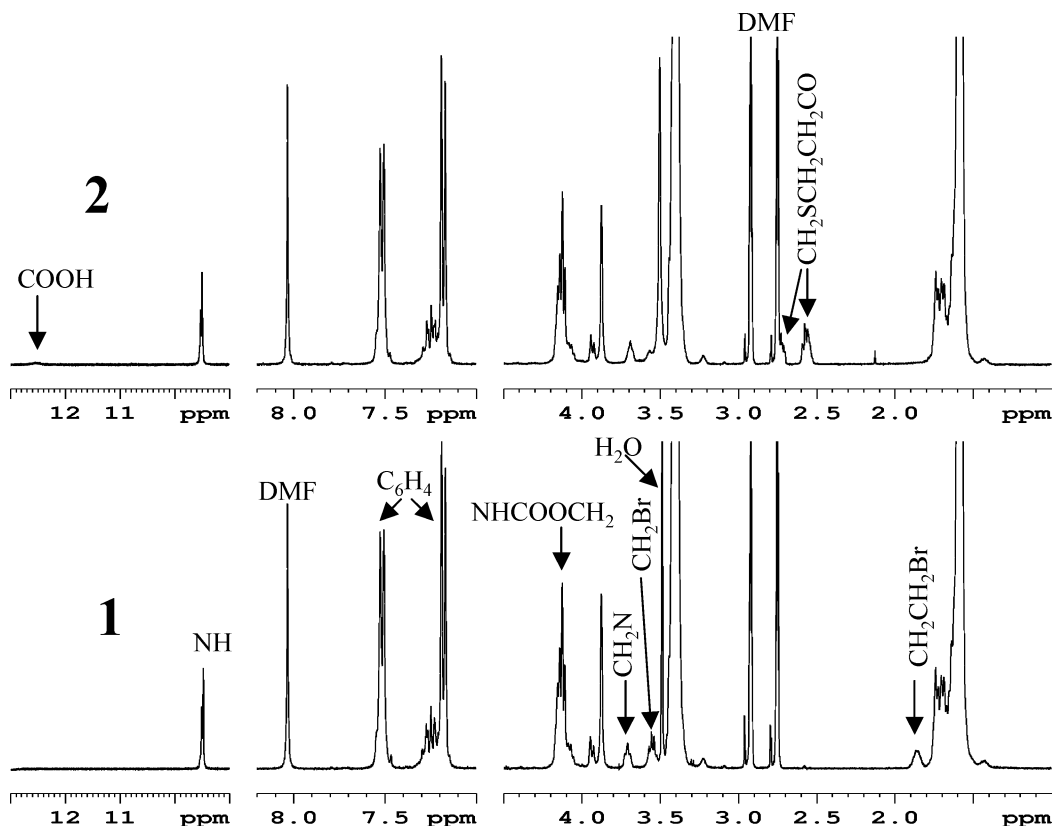 DMF
CH₂SCH₂CH₂CO
2
COOH
12 11 ppm
8.0 7.5 ppm
4.0 3.5 3.0 2.5 2.0 ppm
H₂O
C₆H₄
DMF
NHCOOCH₂
CH₂Br
CH₂CH₂Br
1
NH
CH₂N
12 11 ppm
8.0 7.5 ppm
4.0 3.5 3.0 2.5 2.0 ppm